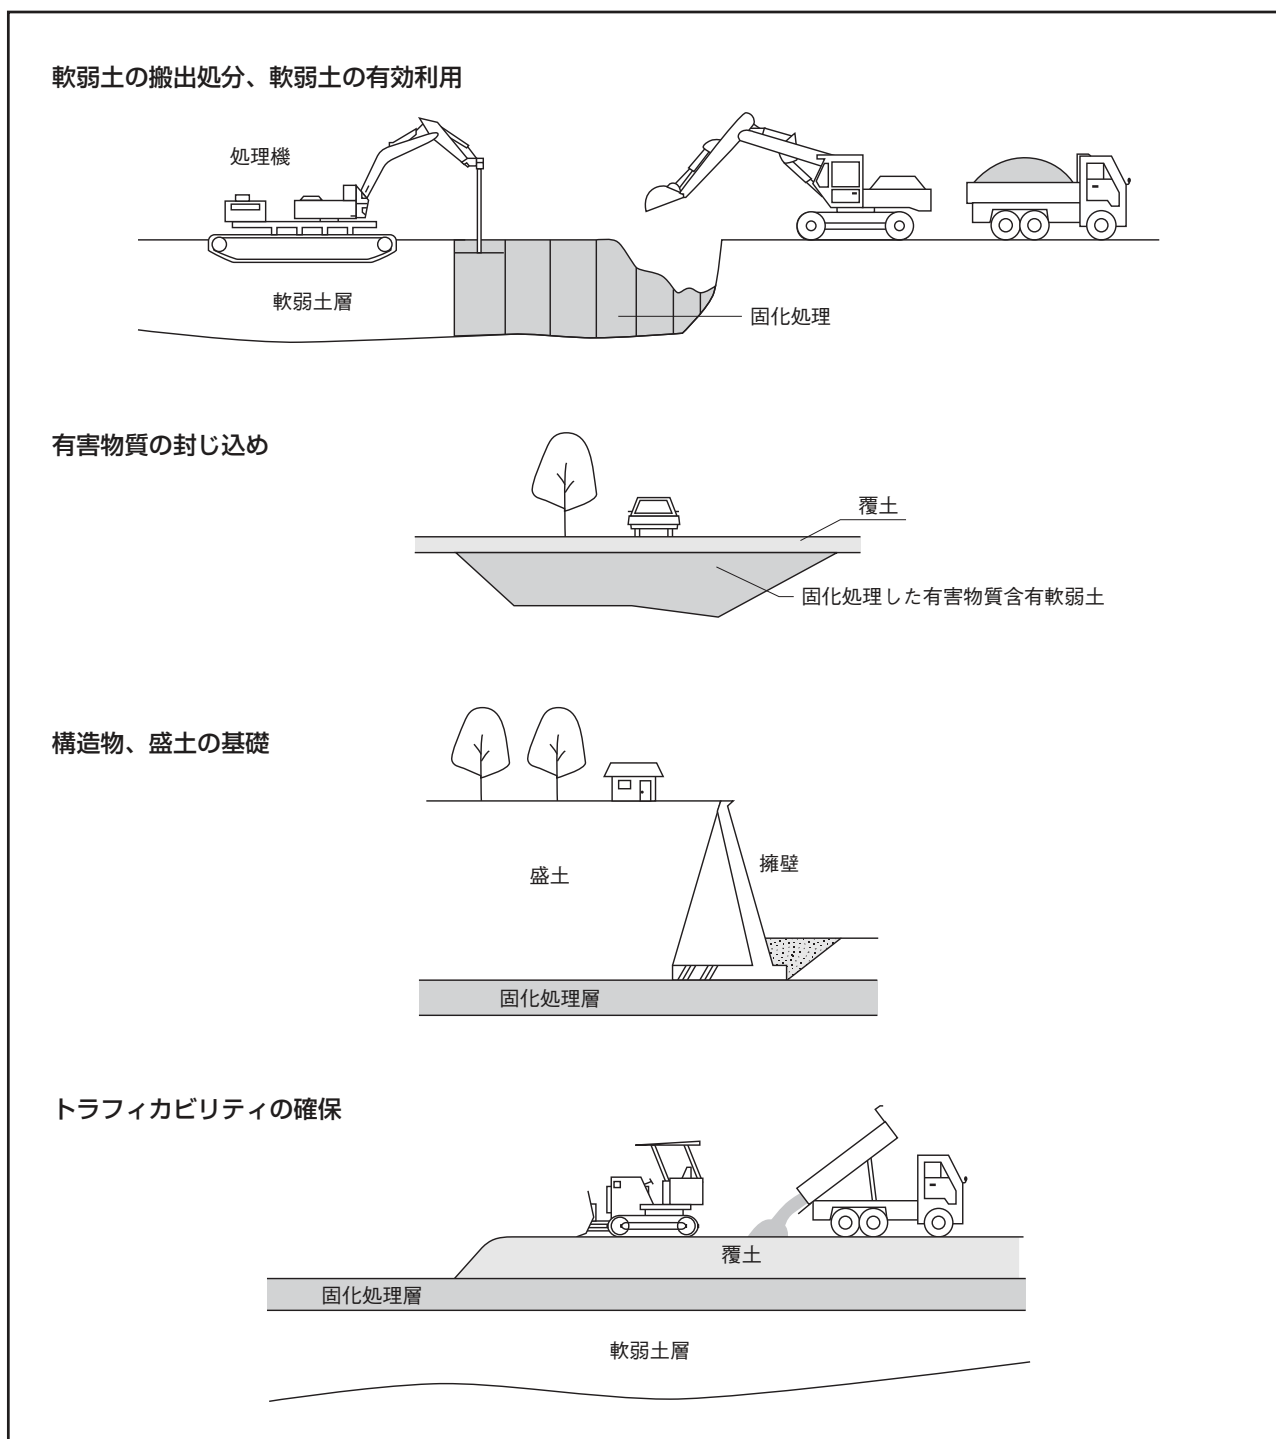 軟弱土の搬出処分、軟弱土の有効利用
処理機
軟弱土層
固化処理
有害物質の封じ込め
覆土
固化処理した有害物質含有軟弱土
構造物、盛土の基礎
盛土
擁壁
固化処理層
トラフィカビリティの確保
覆土
固化処理層
軟弱土層